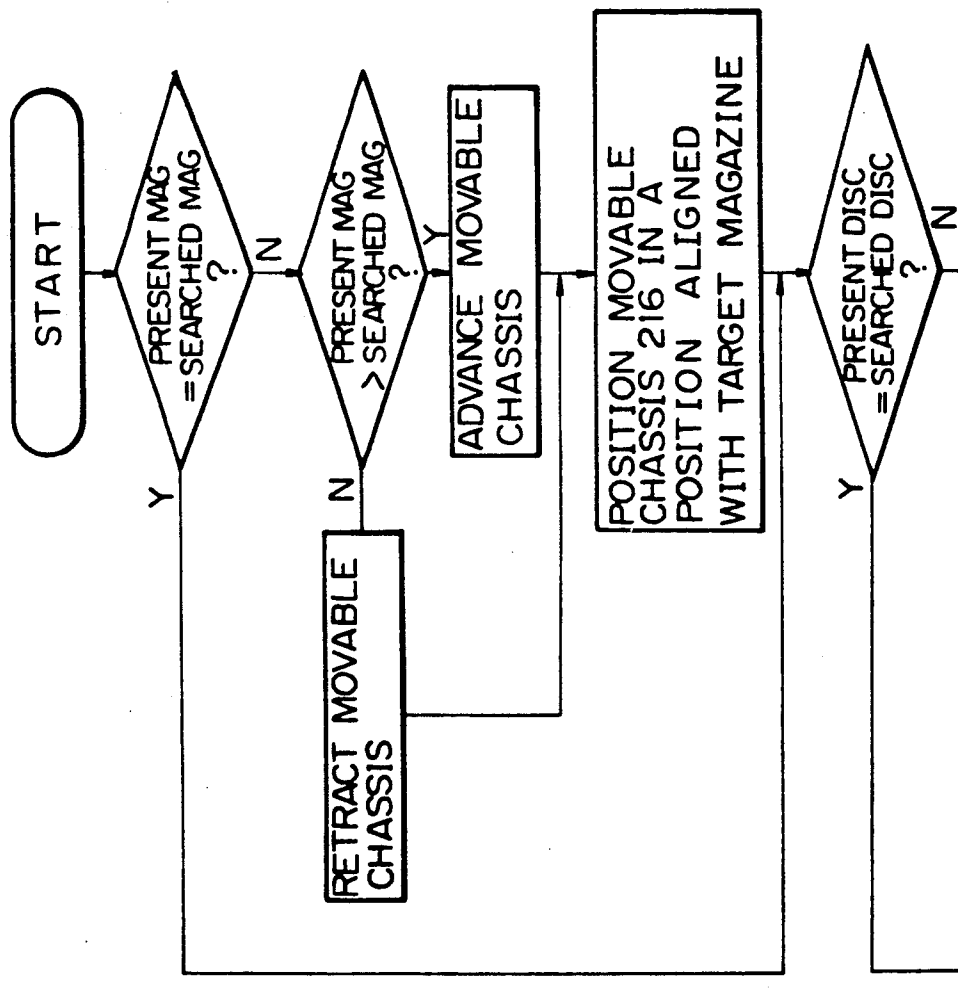 START
PRESENT MAG
=SEARCHED MAG
?
Y
N
PRESENT MAG
>SEARCHED MAG
?
N
Y
RETRACT MOVABLE
CHASSIS
ADVANCE MOVABLE
CHASSIS
POSITION MOVABLE
CHASSIS 216 IN A
POSITION ALIGNED
WITH TARGET MAGAZINE
PRESENT DISC
=SEARCHED DISC
?
Y
N